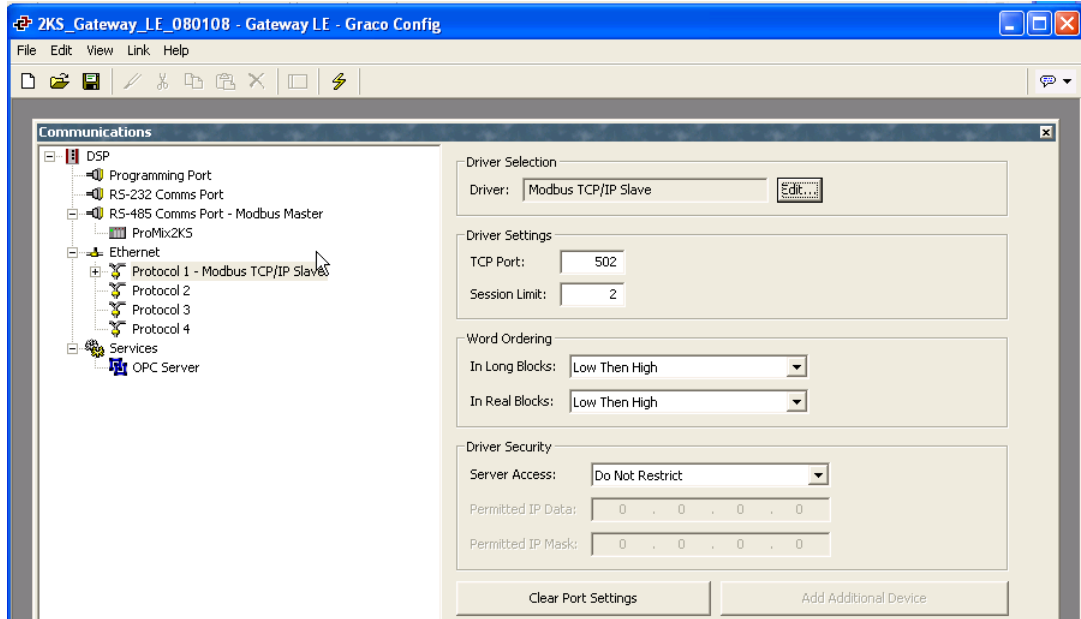 2KS_Gateway_LE_080108 - Gateway LE - Graco Config
File Edit View Link Help
Communications
DSP
Programming Port
RS-232 Comms Port
RS-485 Comms Port - Modbus Master
ProMix2KS
Ethernet
Protocol 1 - Modbus TCP/IP Slave
Protocol 2
Protocol 3
Protocol 4
Services
OPC Server
Driver Selection
Driver: Modbus TCP/IP Slave Edit...
Driver Settings
TCP Port: 502
Session Limit: 2
Word Ordering
In Long Blocks: Low Then High
In Real Blocks: Low Then High
Driver Security
Server Access: Do Not Restrict
Permitted IP Data: 0 . 0 . 0 . 0
Permitted IP Mask: 0 . 0 . 0 . 0
Clear Port Settings Add Additional Device